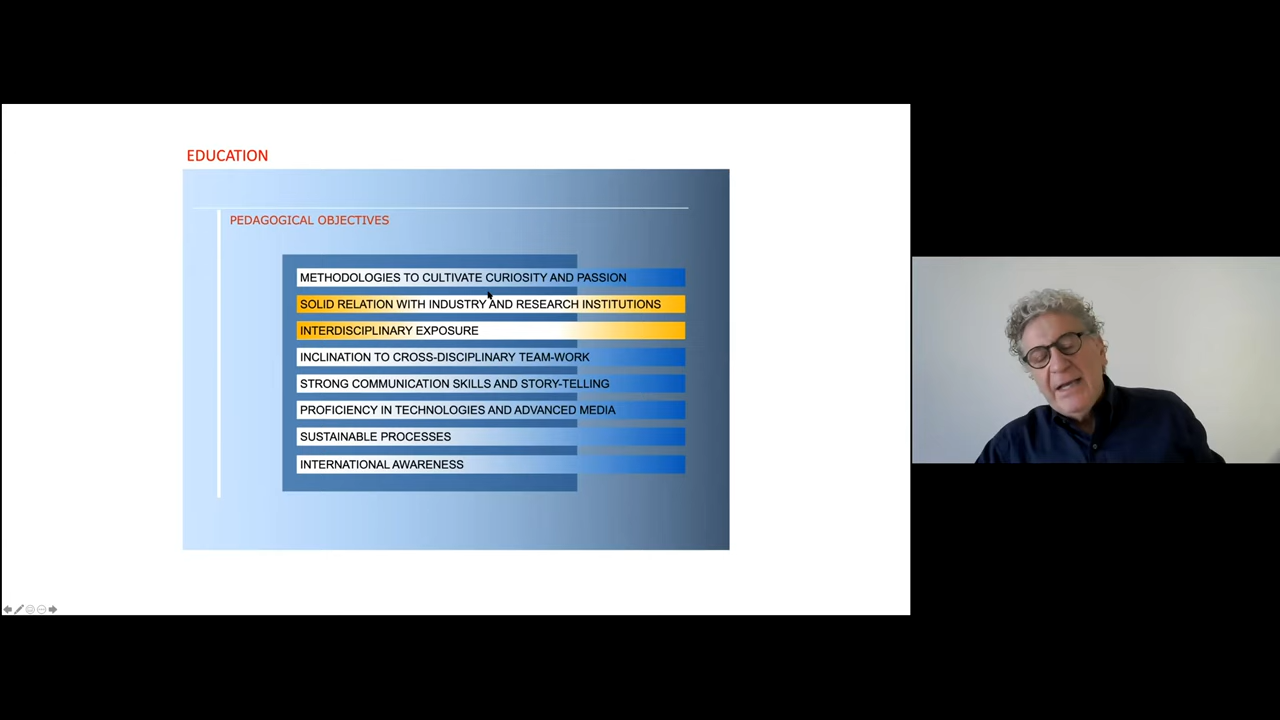 EDUCATION
PEDAGOGICAL OBJECTIVES
METHODOLOGIES TO CULTIVATE CURIOSITY AND PASSION
SOLID RELATION WITH INDUSTRY AND RESEARCH INSTITUTIONS
INTERDISCIPLINARY EXPOSURE
INCLINATION TO CROSS-DISCIPLINARY TEAM-WORK
STRONG COMMUNICATION SKILLS AND STORY-TELLING
PROFICIENCY IN TECHNOLOGIES AND ADVANCED MEDIA
SUSTAINABLE PROCESSES
INTERNATIONAL AWARENESS